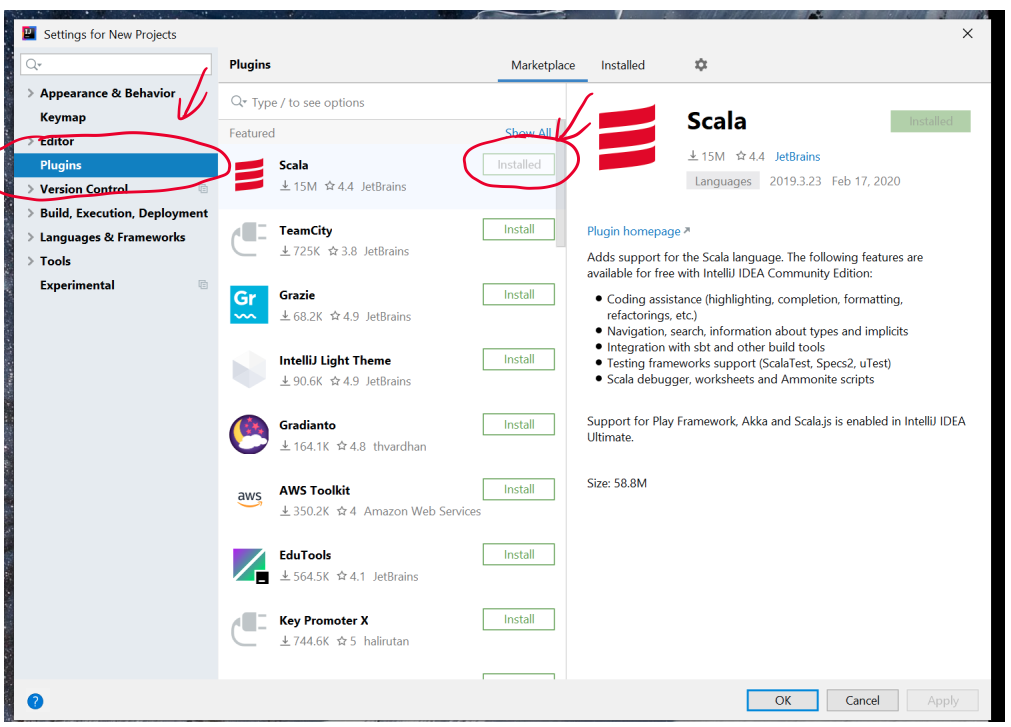 Settings for New Projects
Plugins
Marketplace
Installed
Appearance & Behavior
Keymap
Editor
Plugins
Version Control
Build, Execution, Deployment
Languages & Frameworks
Tools
Experimental
Type / to see options
Featured
Show All
Scala
15M 4.4 JetBrains
Installed
TeamCity
725K 3.8 JetBrains
Install
Gr
Grazie
68.2K 4.9 JetBrains
Install
IntelliJ Light Theme
90.6K 4.9 JetBrains
Install
Gradianto
164.1K 4.8 thvardhan
Install
aws
AWS Toolkit
350.2K 4 Amazon Web Services
Install
EduTools
564.5K 4.1 JetBrains
Install
Key Promoter X
744.6K 5 halirutan
Install
Scala
Installed
15M 4.4 JetBrains
Languages 2019.3.23 Feb 17, 2020
Plugin homepage
Adds support for the Scala language. The following features are
available for free with IntelliJ IDEA Community Edition:
Coding assistance (highlighting, completion, formatting,
refactorings, etc.)
Navigation, search, information about types and implicits
Integration with sbt and other build tools
Testing frameworks support (ScalaTest, Specs2, uTest)
Scala debugger, worksheets and Ammonite scripts
Support for Play Framework, Akka and Scala.js is enabled in IntelliJ IDEA
Ultimate.
Size: 58.8M
?
OK
Cancel
Apply